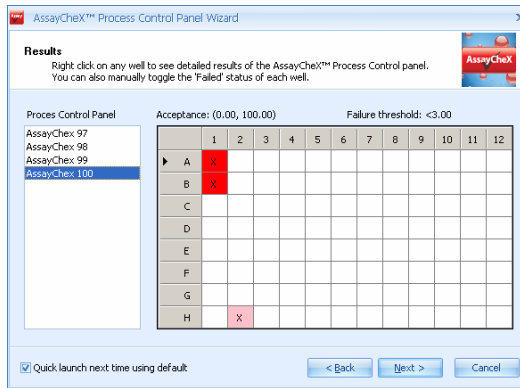 AssayCheX™ Process Control Panel Wizard
Results
Right click on any well to see detailed results of the AssayCheX™ Process Control panel.
You can also manually toggle the 'Failed' status of each well.
AssayCheX
Proces Control Panel
Acceptance: (0.00, 100.00) Failure threshold: <3.00
AssayChex 97
AssayChex 98
AssayChex 99
AssayChex 100
1 2 3 4 5 6 7 8 9 10 11 12
A X
B X
C
D
E
F
G
H X
Quick launch next time using default
< Back Next > Cancel